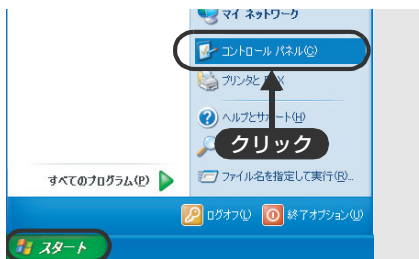 マイ ネットワーク
コントロール パネル(C)
プリンタと
ヘルプとサポート(H)
クリック
すべてのプログラム(P)
ファイル名を指定して実行(R)...
ログオフ(L)
終了オプション(U)
スタート